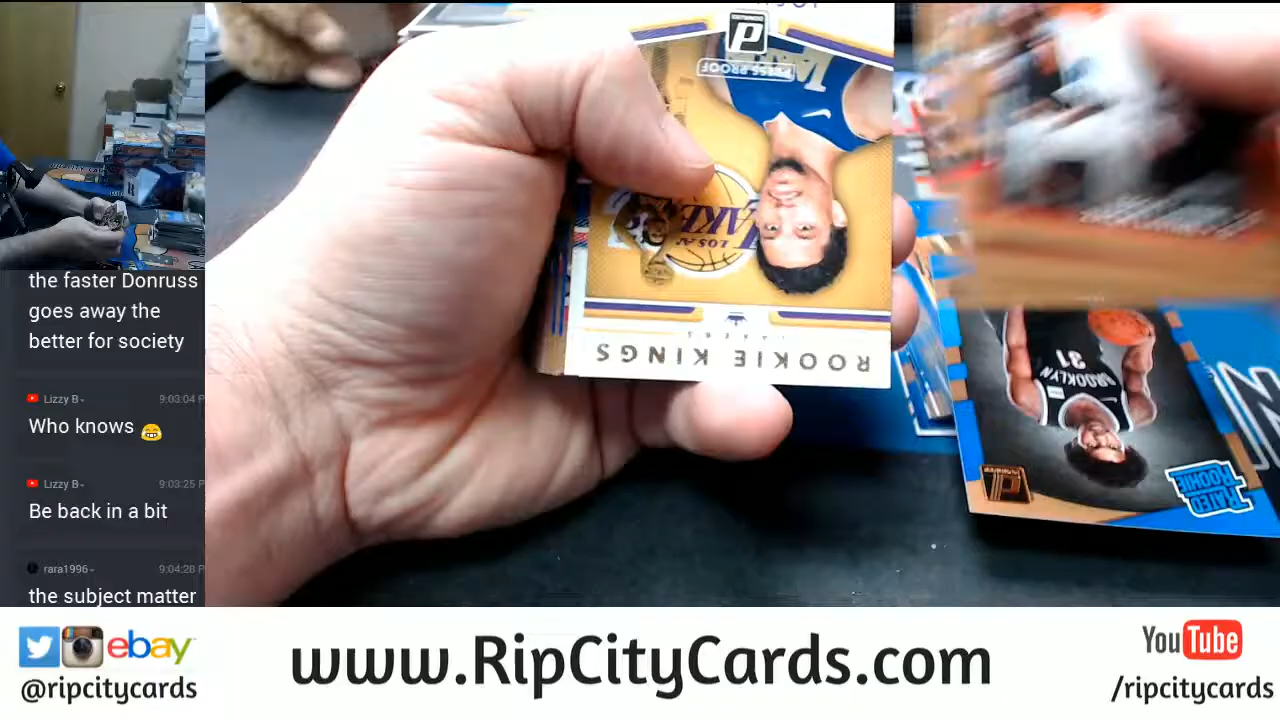 the faster Donruss
goes away the
better for society
Lizzy B
9:03:04 P
Who knows 😂
Lizzy B
9:03:25 P
Be back in a bit
rara1996
9:04:28 P
the subject matter
PRESS PROOF
LOS A
LAKE
LAKERS
ROOKIE KINGS
BROOKLYN
31
RATED
ROOKIE
ebay
@ripcitycards
www.RipCityCards.com
YouTube
/ripcitycards